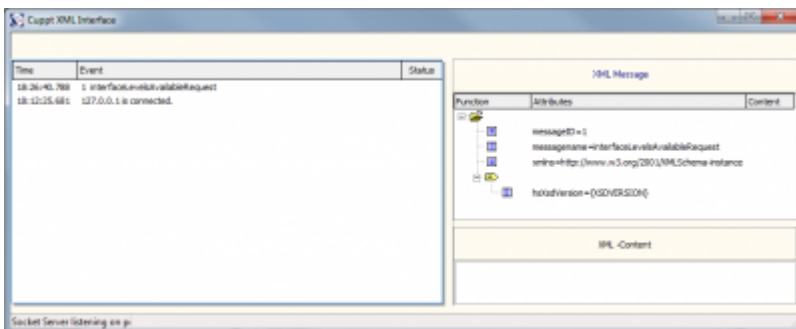 Cuppt XML Interface
Time Event Status
18:26:40.788 1 interfaceLevelsAvailableRequest
18:12:25.681 127.0.0.1 is connected.
XML Message
Function Attributes Content
messageID=1
messagename=interfaceLevelsAvailableRequest
xmlns=http://www.w3.org/2001/XMLSchema-instance
hsXsdVersion={XSDVERSION}
XML -Content
Socket Server listening on